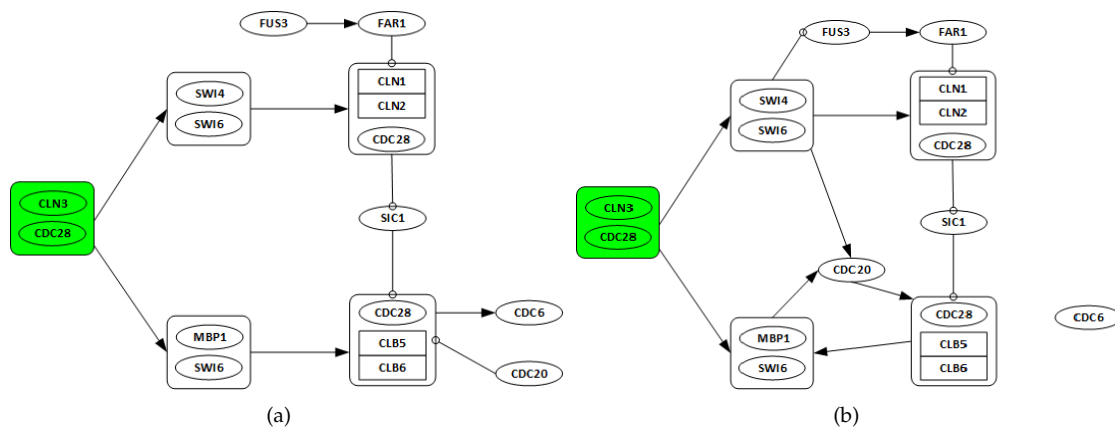 FUS3
FAR1
CLN1
CLN2
CDC28
SWI4
SWI6
CLN3
CDC28
SIC1
MBP1
SWI6
CDC28
CLB5
CLB6
CDC6
CDC20
(a)
FUS3
FAR1
CLN1
CLN2
CDC28
SWI4
SWI6
CLN3
CDC28
SIC1
CDC20
MBP1
SWI6
CDC28
CLB5
CLB6
CDC6
(b)